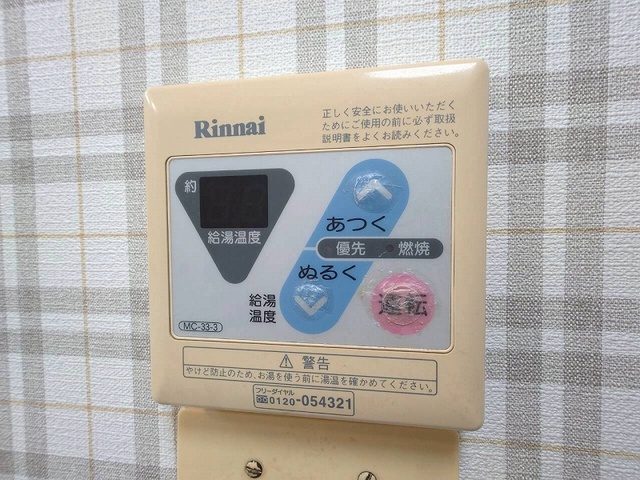 Rinnai
正しく安全にお使いいただく
ためにご使用の前に必ず取扱
説明書をよくお読みください。
約
給湯温度
あつく
優先 燃焼
ぬるく
給湯
温度
運転
MC-33-3
⚠ 警告
やけど防止のため、お湯を使う前に湯温を確かめてください。
フリーダイヤル
0120-054321